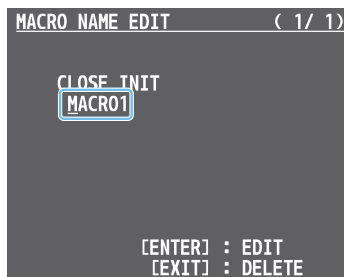 MACRO NAME EDIT ( 1/ 1)
CLOSE INIT
MACRO1
[ENTER] : EDIT
[EXIT] : DELETE